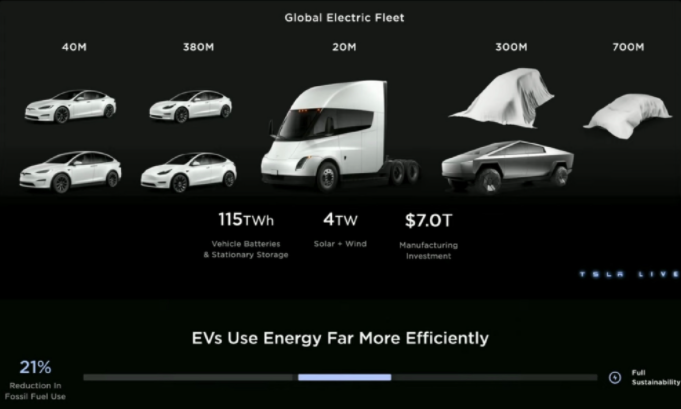 Global Electric Fleet
40M 380M 20M 300M 700M
115TWh 4TW $7.0T
Vehicle Batteries
& Stationary Storage
Solar + Wind
Manufacturing
Investment
TSLA LIVE
EVs Use Energy Far More Efficiently
21%
Reduction In
Fossil Fuel Use
Full
Sustainability